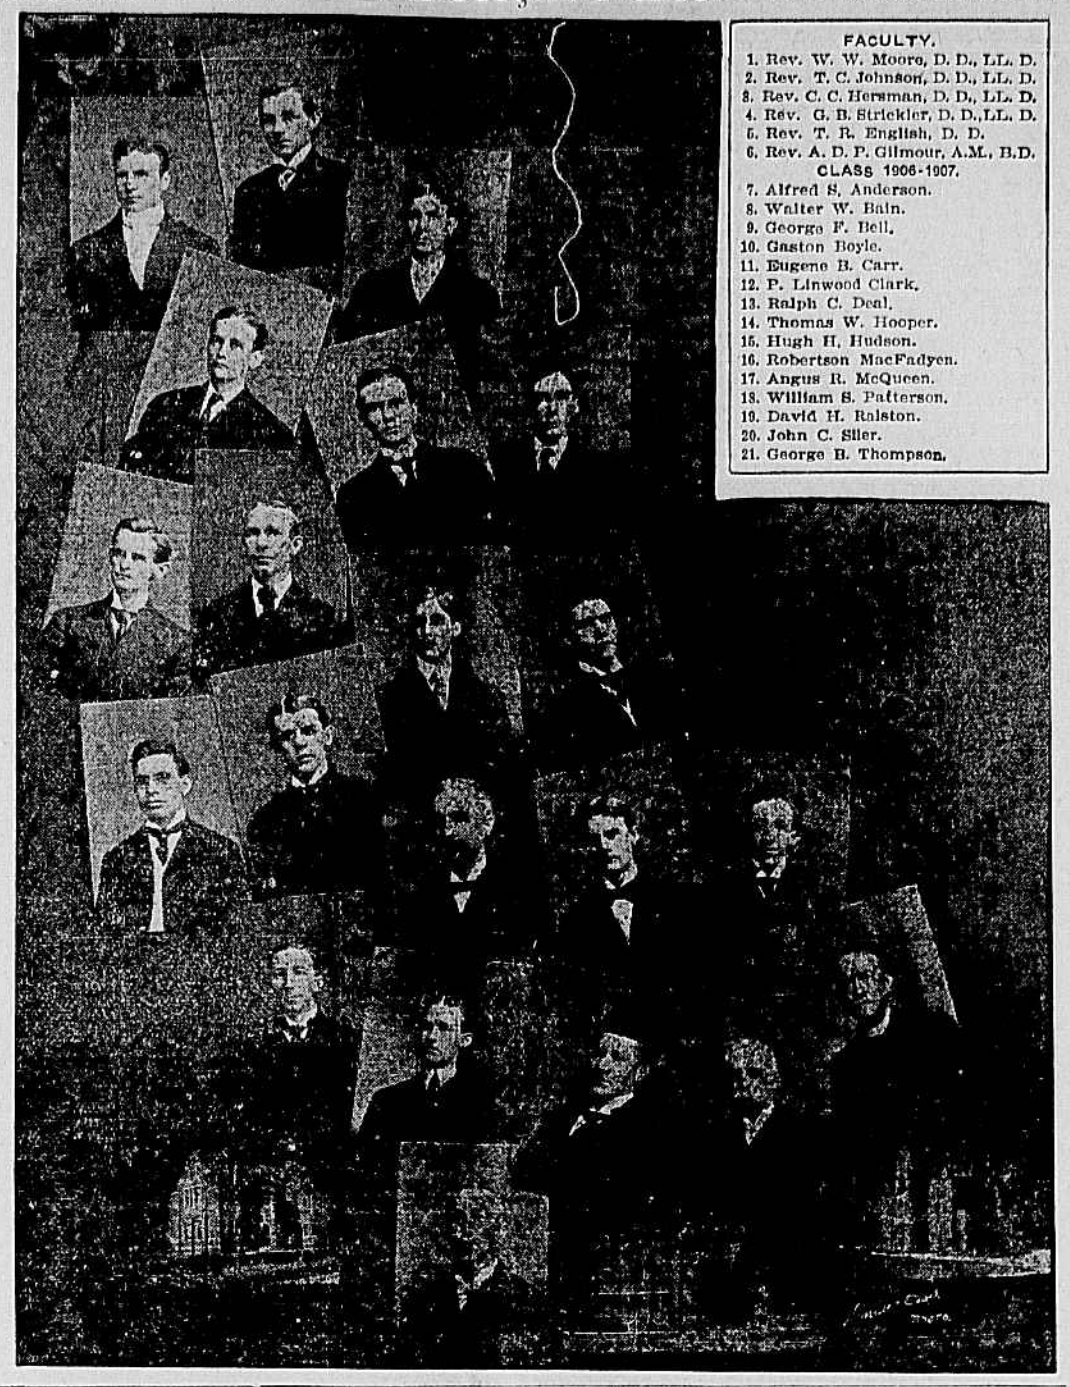 FACULTY.
1. Rev. W. W. Moore, D. D., LL. D.
2. Rev. T. C. Johnson, D. D., LL. D.
3. Rev. C. C. Hersman, D. D., LL. D.
4. Rev. G. B. Strickler, D. D., LL. D.
5. Rev. T. R. English, D. D.
6. Rev. A. D. P. Gilmour, A.M., B.D.
CLASS 1906-1907.
7. Alfred S. Anderson.
8. Walter W. Bain.
9. George F. Bell.
10. Gaston Boyle.
11. Eugene B. Carr.
12. P. Linwood Clark.
13. Ralph C. Deal.
14. Thomas W. Hooper.
15. Hugh H. Hudson.
16. Robertson MacFadyen.
17. Angus R. McQueen.
18. William S. Patterson.
19. David H. Ralston.
20. John C. Siler.
21. George B. Thompson.